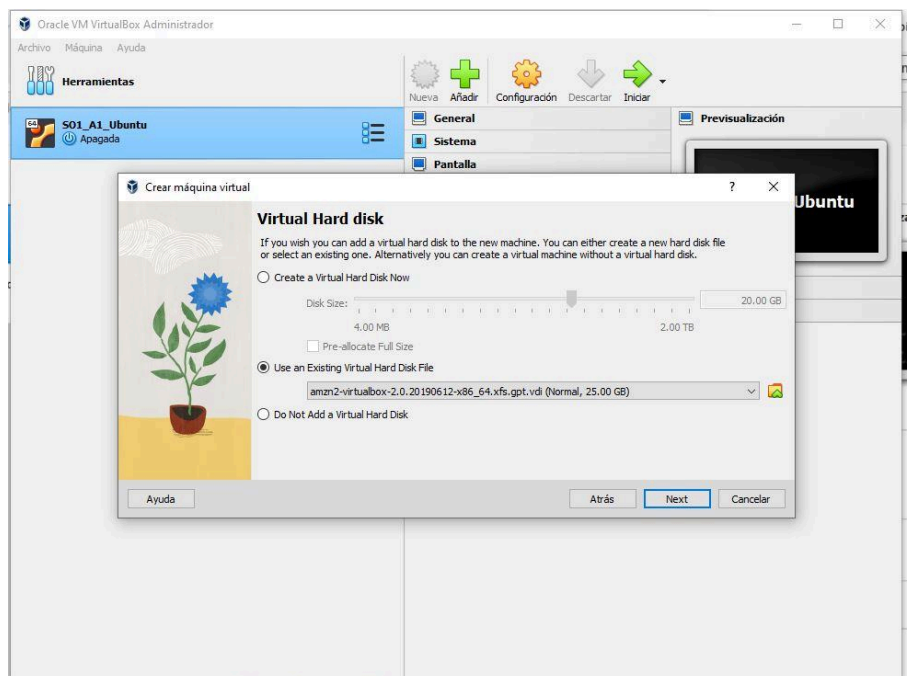 Oracle VM VirtualBox Administrador
Archivo Máquina Ayuda
Herramientas
Nueva Añadir Configuración Descartar Iniciar
64
S01_A1_Ubuntu
Apagada
General
Sistema
Pantalla
Previsualización
Ubuntu
Crear máquina virtual
Virtual Hard disk
If you wish you can add a virtual hard disk to the new machine. You can either create a new hard disk file
or select an existing one. Alternatively you can create a virtual machine without a virtual hard disk.
Create a Virtual Hard Disk Now
Disk Size:
20.00 GB
4.00 MB 2.00 TB
Pre-allocate Full Size
Use an Existing Virtual Hard Disk File
amzn2-virtualbox-2.0.20190612-x86_64.xfs.gpt.vdi (Normal, 25.00 GB)
Do Not Add a Virtual Hard Disk
Ayuda Atrás Next Cancelar